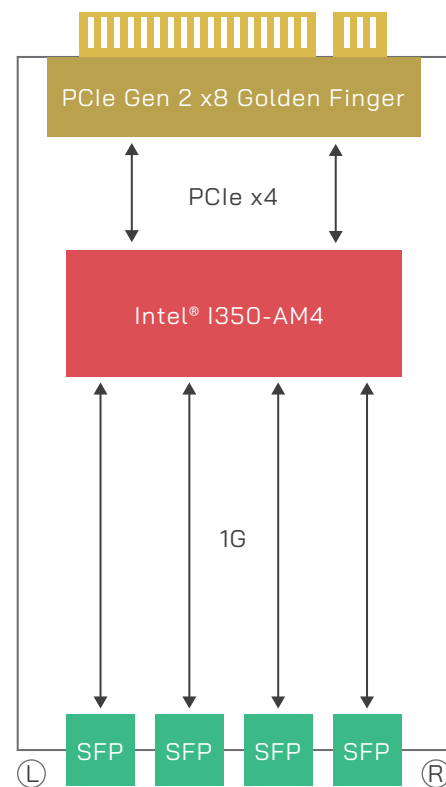 PCIe Gen 2 x8 Golden Finger
PCIe x4
Intel® I350-AM4
1G
SFP SFP SFP SFP
Ⓛ Ⓡ